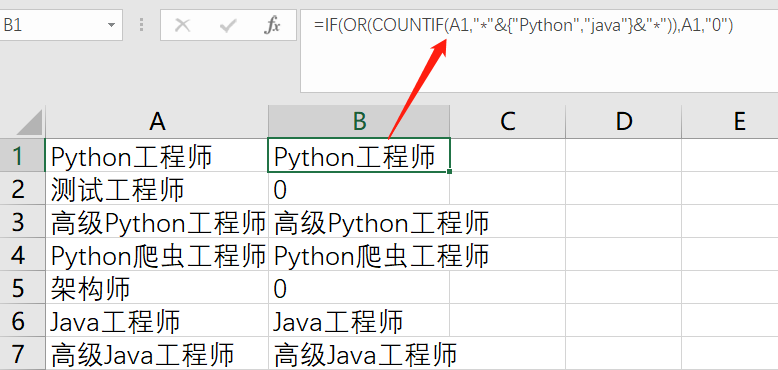 B1 fx =IF(OR(COUNTIF(A1,"*"&{"Python","java"}&"*")),A1,"0")
A B C D E
1 Python工程师 Python工程师
2 测试工程师 0
3 高级Python工程师 高级Python工程师
4 Python爬虫工程师 Python爬虫工程师
5 架构师 0
6 Java工程师 Java工程师
7 高级Java工程师 高级Java工程师